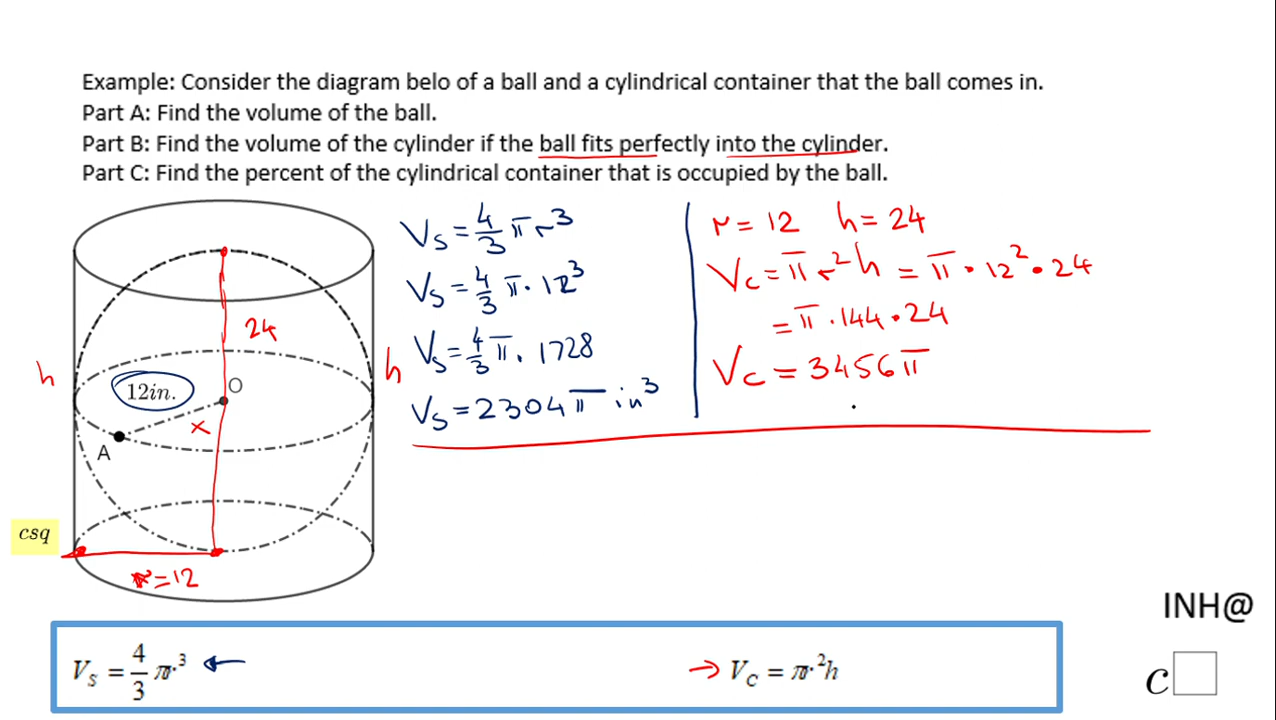 Example: Consider the diagram belo of a ball and a cylindrical container that the ball comes in.
Part A: Find the volume of the ball.
Part B: Find the volume of the cylinder if the ball fits perfectly into the cylinder.
Part C: Find the percent of the cylindrical container that is occupied by the ball.
24
h
h
12in.
O
x
A
csq
r=12
Vs = 4/3 π r³
Vs = 4/3 π · 12³
Vs = 4/3 π · 1728
Vs = 2304 π in³
r = 12 h = 24
Vc = π r² h = π · 12² · 24
= π · 144 · 24
Vc = 3456 π
Vs = 4/3 πr³ ←
→ Vc = πr²h
INH@
c□